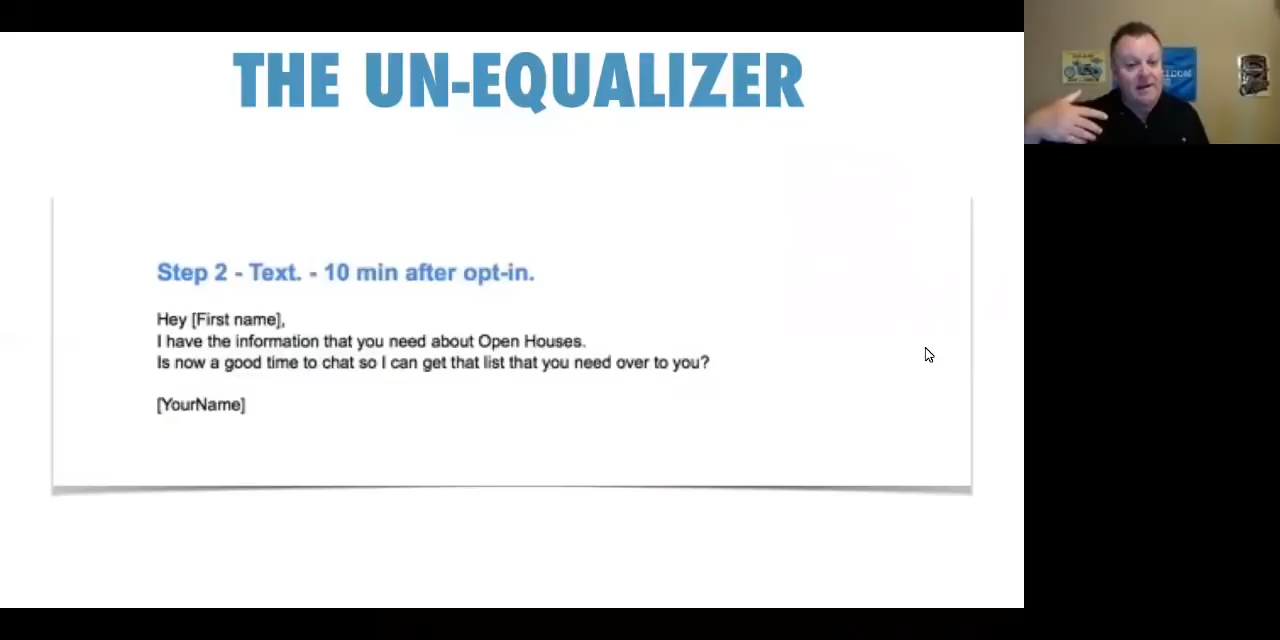 THE UN-EQUALIZER
Step 2 - Text. - 10 min after opt-in.
Hey [First name],
I have the information that you need about Open Houses.
Is now a good time to chat so I can get that list that you need over to you?
[YourName]